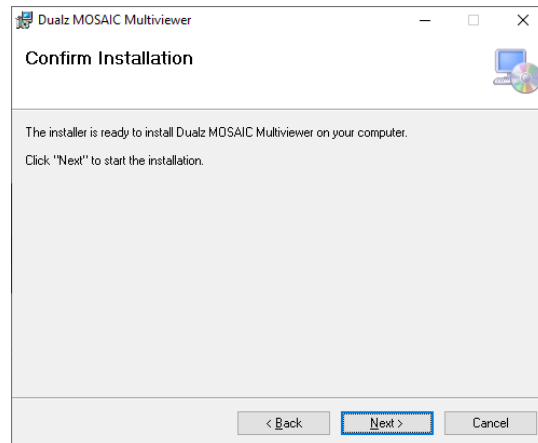 Dualz MOSAIC Multiviewer
Confirm Installation
The installer is ready to install Dualz MOSAIC Multiviewer on your computer.
Click "Next" to start the installation.
< Back
Next >
Cancel